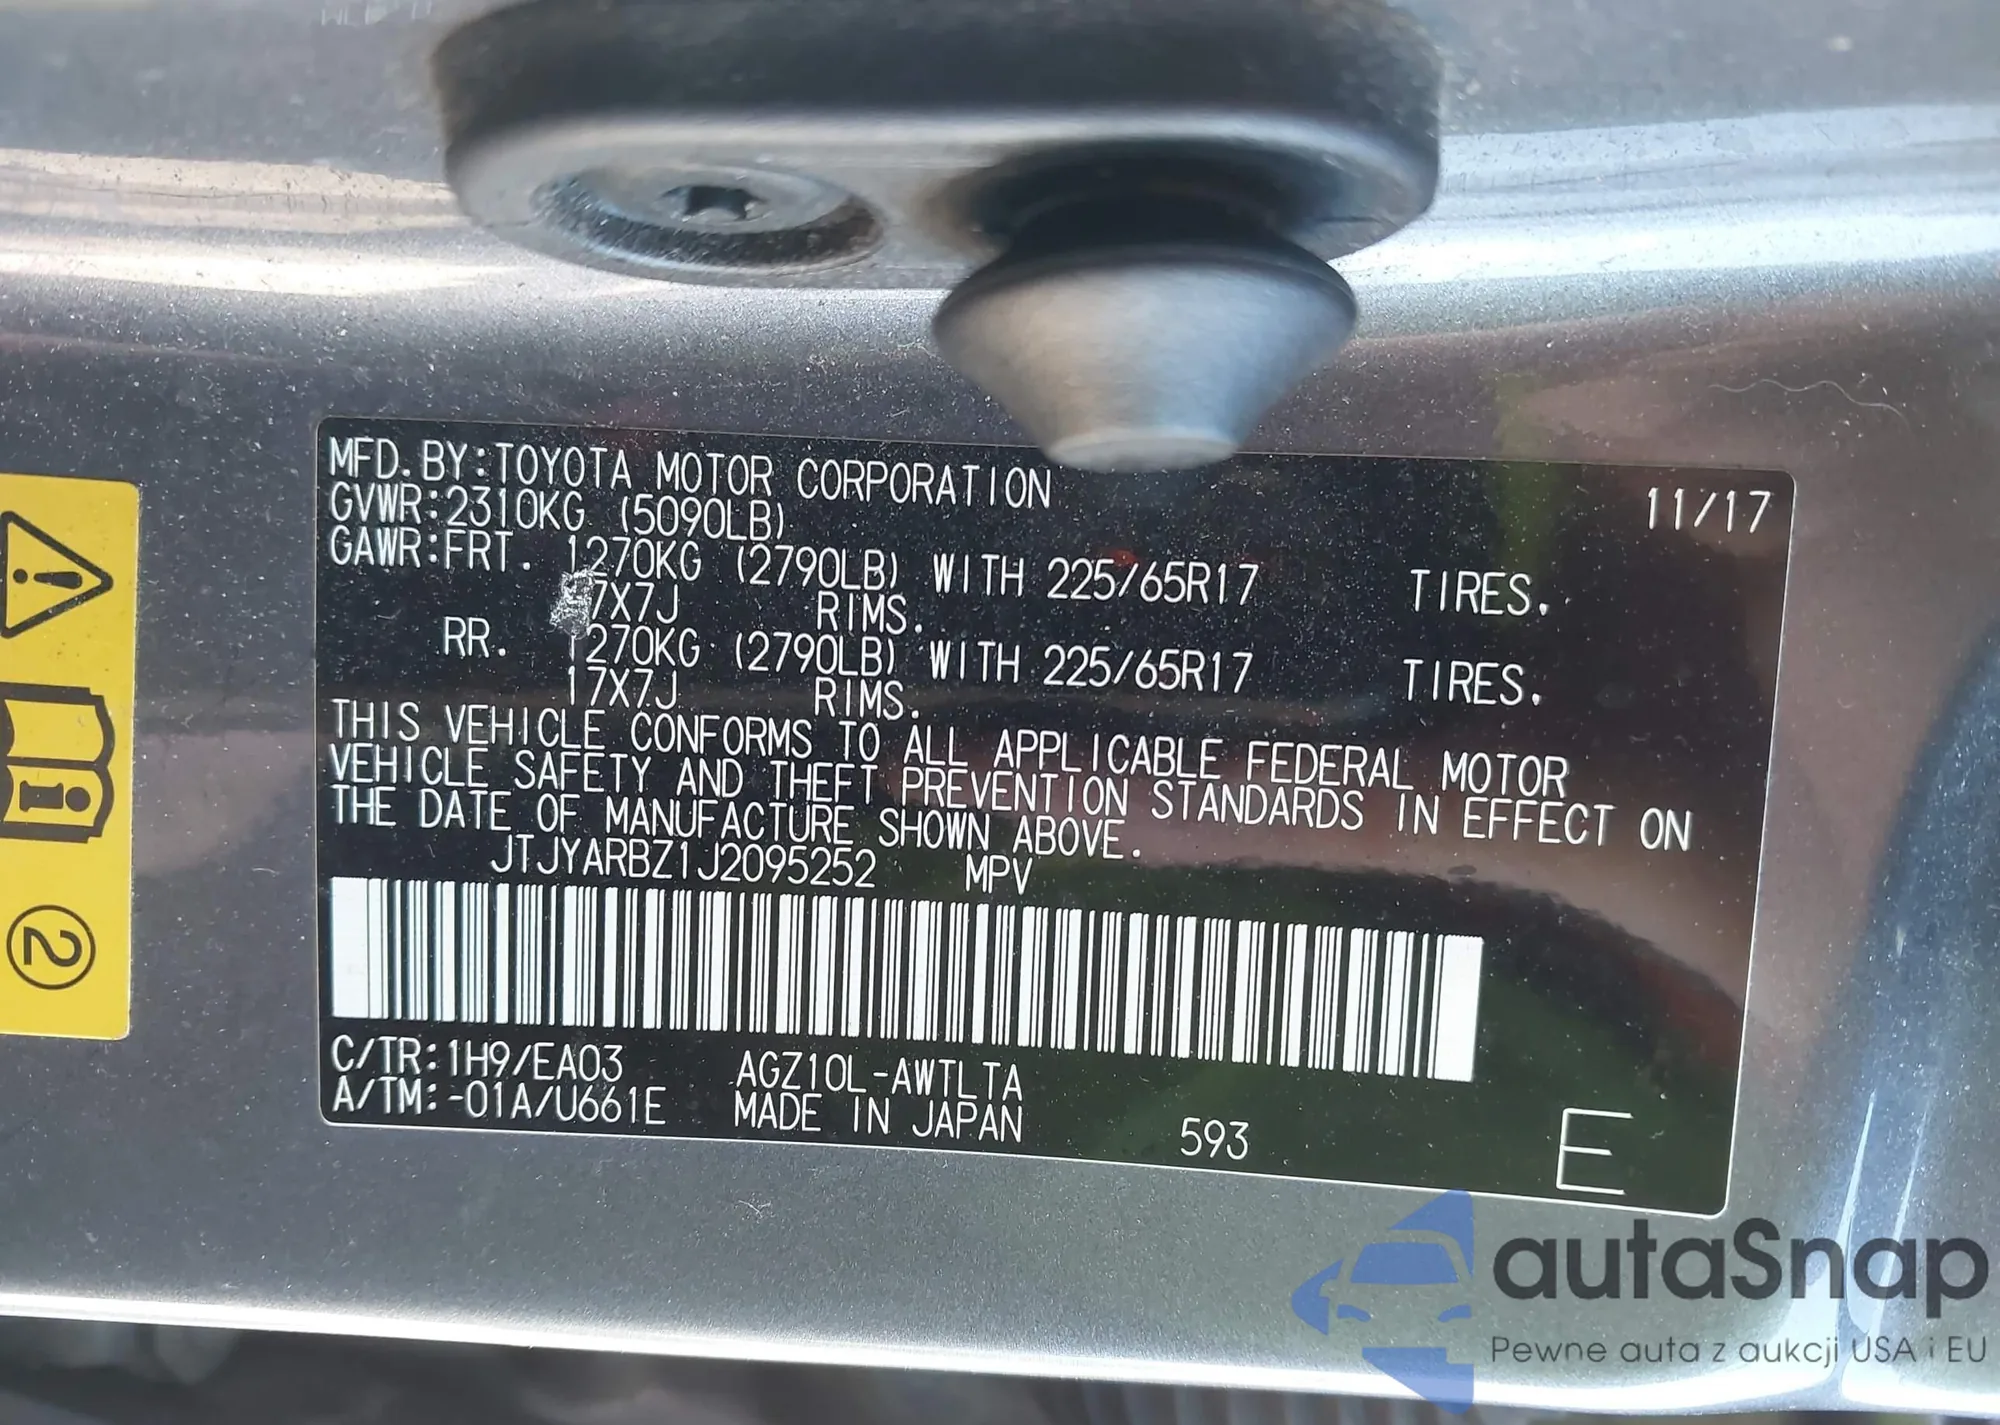 MFD.BY:TOYOTA MOTOR CORPORATION 11/17
GVWR:2310KG (5090LB)
GAWR:FRT. 1270KG (2790LB) WITH 225/65R17 TIRES.
7X7J RIMS.
RR. 1270KG (2790LB) WITH 225/65R17 TIRES.
17X7J RIMS.
THIS VEHICLE CONFORMS TO ALL APPLICABLE FEDERAL MOTOR
VEHICLE SAFETY AND THEFT PREVENTION STANDARDS IN EFFECT ON
THE DATE OF MANUFACTURE SHOWN ABOVE.
JTJYARBZ1J2095252 MPV
C/TR:1H9/EA03 AGZ10L-AWTLTA
A/TM:-01A/U661E MADE IN JAPAN 593 E
2
autaSnap
Pewne auta z aukcji USA i EU